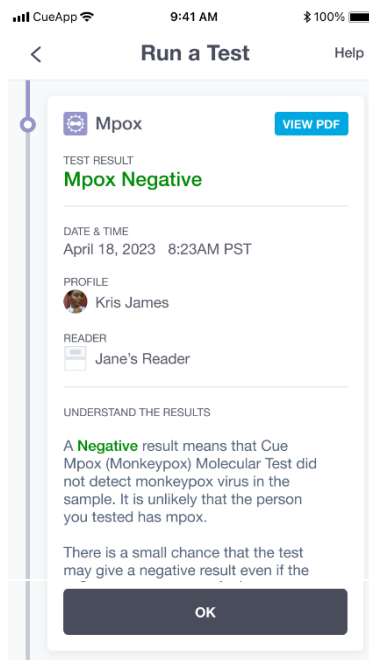 CueApp 9:41 AM 100%
Run a Test Help
Mpox VIEW PDF
TEST RESULT
Mpox Negative
DATE & TIME
April 18, 2023 8:23AM PST
PROFILE
Kris James
READER
Jane's Reader
UNDERSTAND THE RESULTS
A Negative result means that Cue
Mpox (Monkeypox) Molecular Test did
not detect monkeypox virus in the
sample. It is unlikely that the person
you tested has mpox.
There is a small chance that the test
may give a negative result even if the
OK